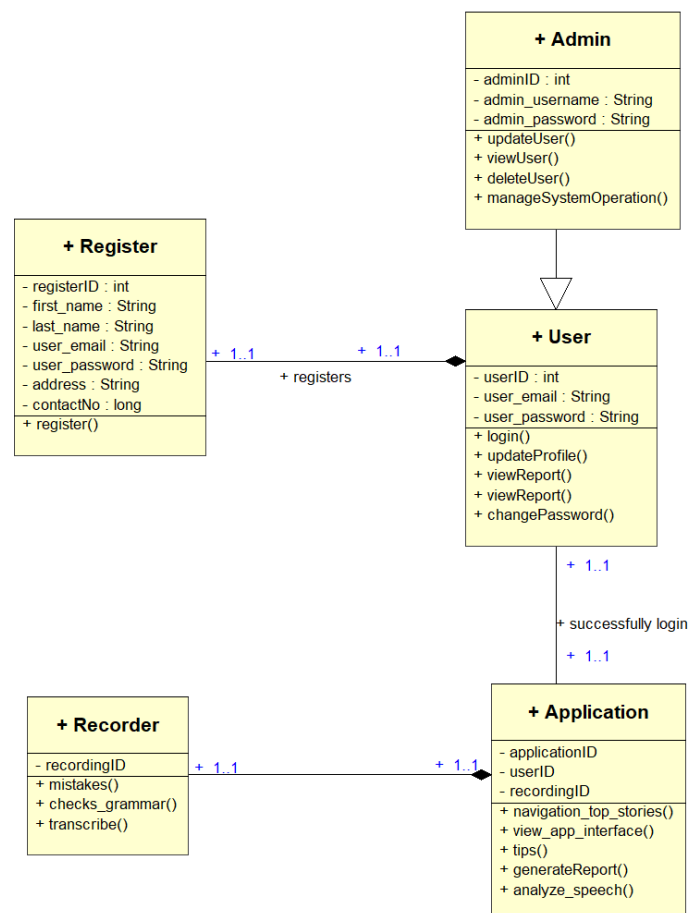 + Admin
- adminID : int
- admin_username : String
- admin_password : String
+ updateUser()
+ viewUser()
+ deleteUser()
+ manageSystemOperation()
+ Register
- registerID : int
- first_name : String
- last_name : String
- user_email : String
- user_password : String
- address : String
- contactNo : long
+ register()
+ 1..1
+ 1..1
+ registers
+ User
- userID : int
- user_email : String
- user_password : String
+ login()
+ updateProfile()
+ viewReport()
+ viewReport()
+ changePassword()
+ 1..1
+ successfully login
+ 1..1
+ Recorder
- recordingID
+ mistakes()
+ checks_grammar()
+ transcribe()
+ 1..1
+ 1..1
+ Application
- applicationID
- userID
- recordingID
+ navigation_top_stories()
+ view_app_interface()
+ tips()
+ generateReport()
+ analyze_speech()